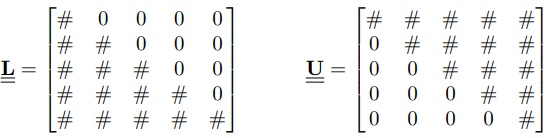 L = [# 0 0 0 0] U = [# # # # #]
[# # 0 0 0] [0 # # # #]
[# # # 0 0] [0 0 # # #]
[# # # # 0] [0 0 0 # #]
[# # # # #] [0 0 0 0 #]